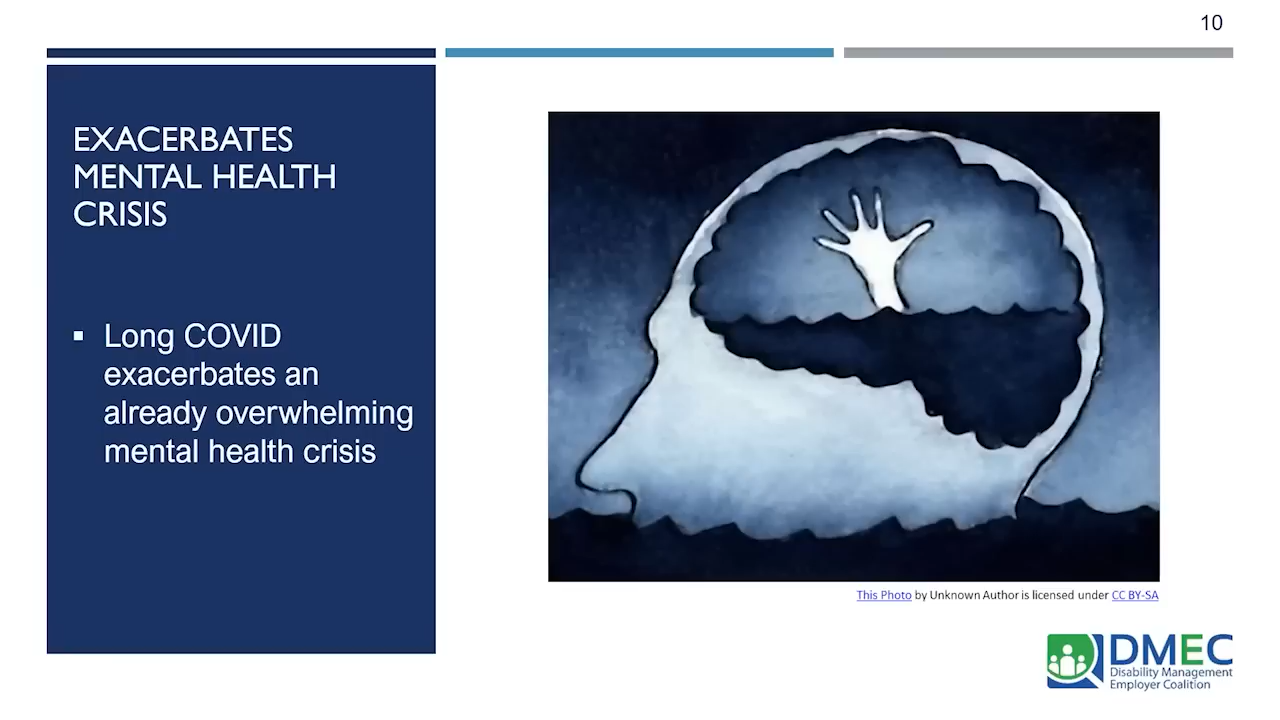 10
EXACERBATES
MENTAL HEALTH
CRISIS
▪ Long COVID
exacerbates an
already overwhelming
mental health crisis
This Photo by Unknown Author is licensed under CC BY-SA
DMEC
Disability Management
Employer Coalition